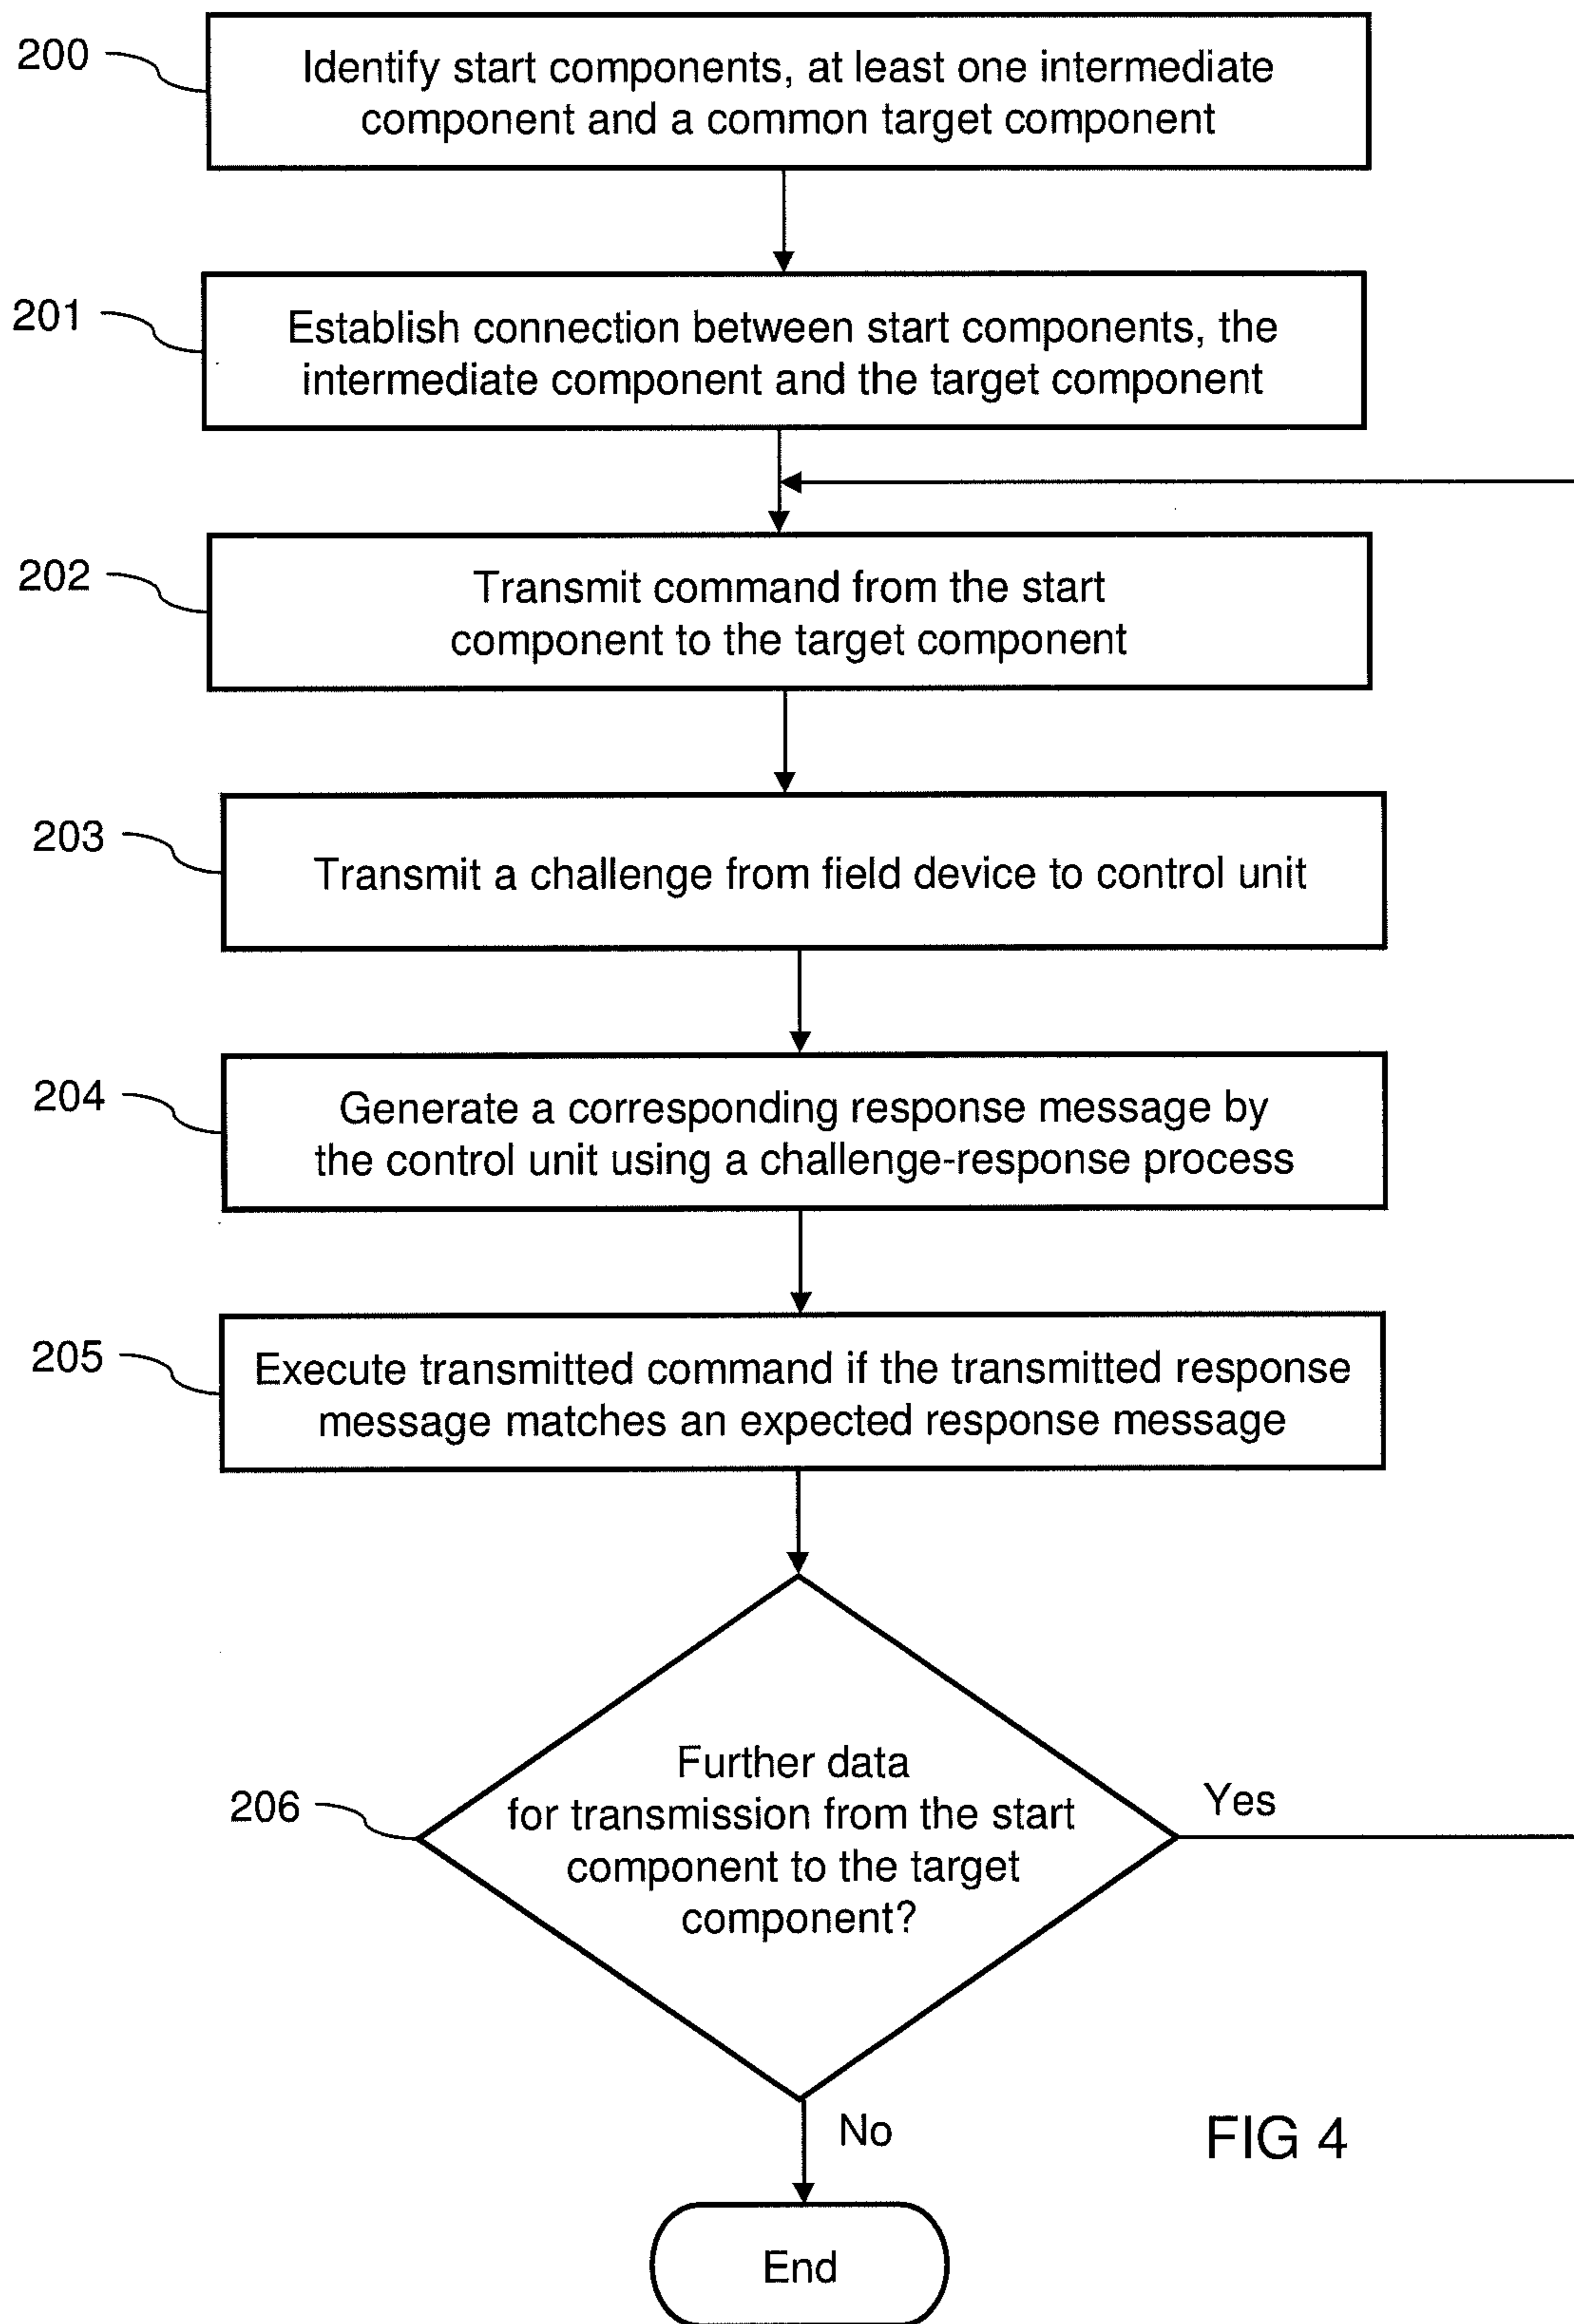 200
Identify start components, at least one intermediate
component and a common target component
201
Establish connection between start components, the
intermediate component and the target component
202
Transmit command from the start
component to the target component
203
Transmit a challenge from field device to control unit
204
Generate a corresponding response message by
the control unit using a challenge-response process
205
Execute transmitted command if the transmitted response
message matches an expected response message
206
Further data
for transmission from the start
component to the target
component?
Yes
No
FIG 4
End